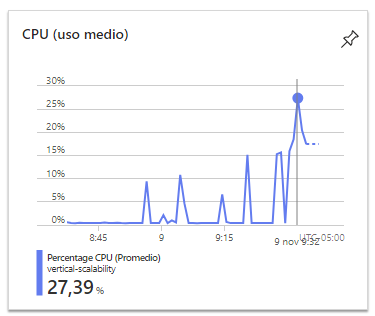 CPU (uso medio)
30%
25%
20%
15%
10%
5%
0%
8:45
9
9:15
UTC-05:00
9 nov 9:32
Percentage CPU (Promedio)
vertical-scalability
27,39 %